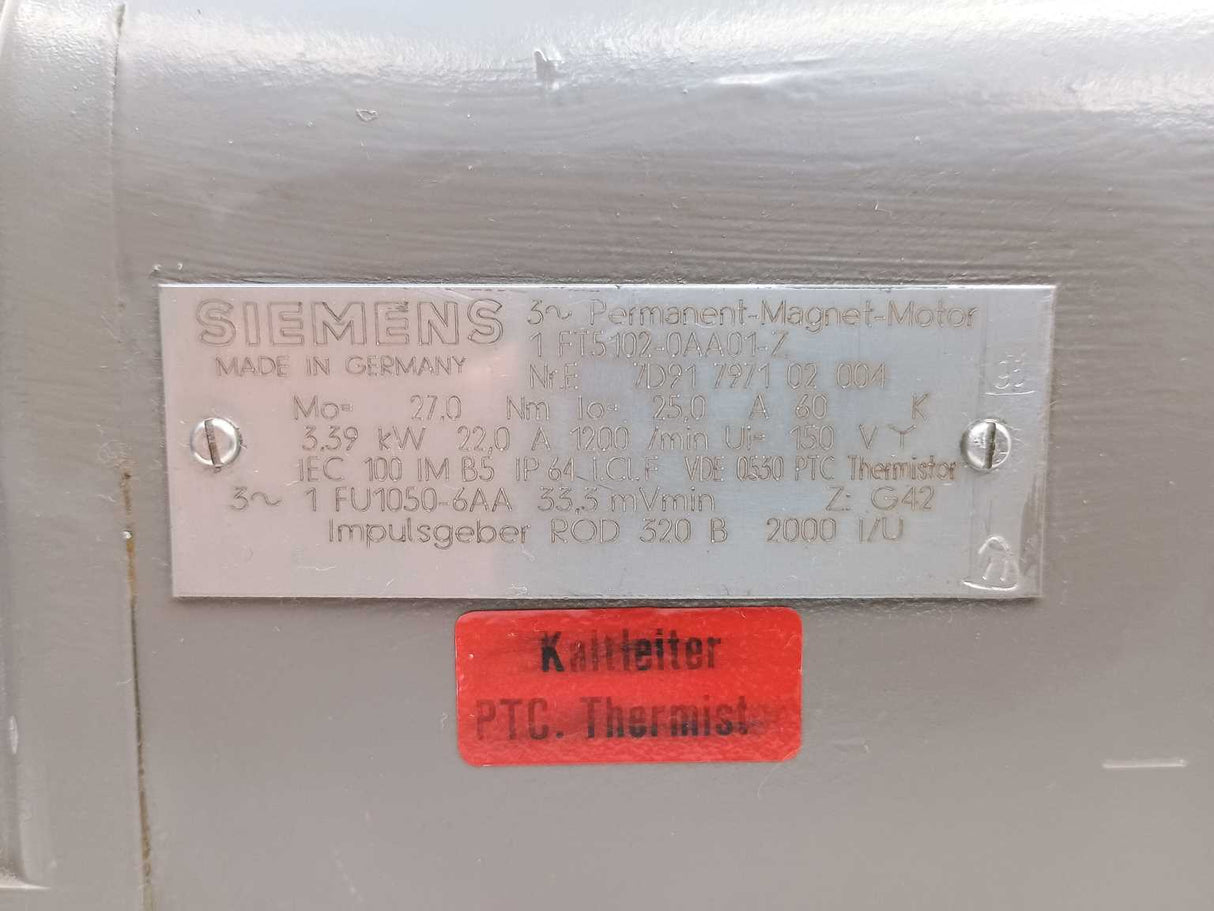 SIEMENS 3~ Permanent-Magnet-Motor
1 FT5102-0AA01-Z
MADE IN GERMANY
Nr.E 7D91 7971 02 004
Mo= 27,0 Nm Io= 25,0 A 60 K
3,39 kW 22,0 A 1200 /min Ui= 150 V Y
IEC 100 IM B5 IP 64 I.Cl.F VDE 0530 PTC Thermistor
3~ 1 FU1050-6AA 33,3 mVmin Z: G42
Impulsgeber ROD 320 B 2000 I/U
Kaltleiter
PTC. Thermistor